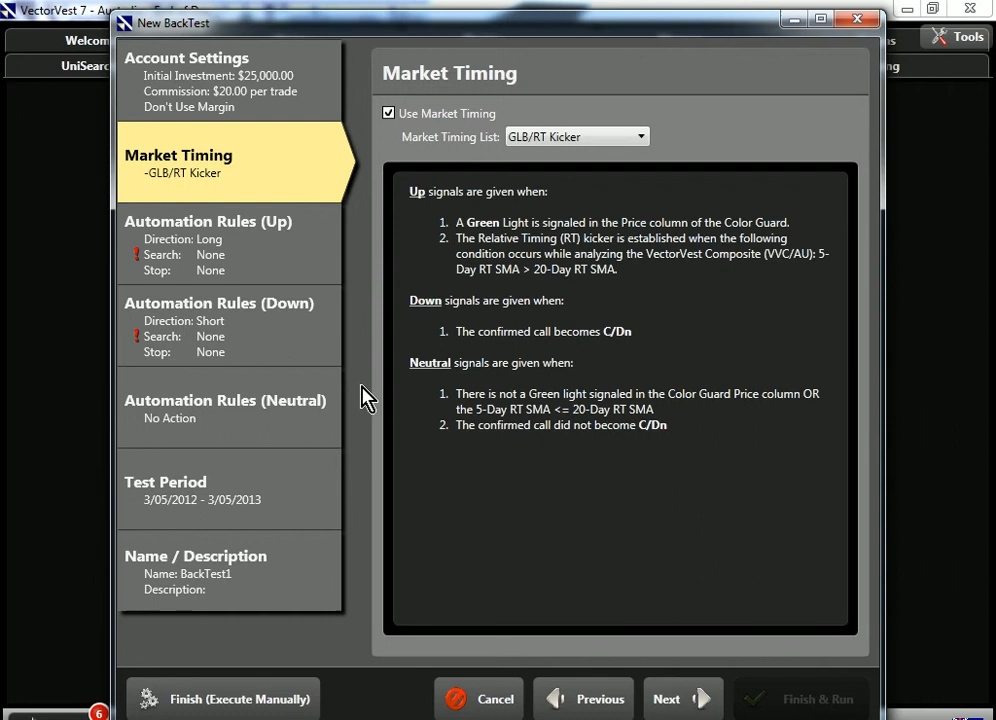 VectorVest 7 - Au
New BackTest
Welcom
Tools
UniSearc
ng
Account Settings
Initial Investment: $25,000.00
Commission: $20.00 per trade
Don't Use Margin
Market Timing
-GLB/RT Kicker
Automation Rules (Up)
Direction: Long
! Search: None
Stop: None
Automation Rules (Down)
Direction: Short
! Search: None
Stop: None
Automation Rules (Neutral)
No Action
Test Period
3/05/2012 - 3/05/2013
Name / Description
Name: BackTest1
Description:
Market Timing
Use Market Timing
Market Timing List: GLB/RT Kicker
Up signals are given when:
1. A Green Light is signaled in the Price column of the Color Guard.
2. The Relative Timing (RT) kicker is established when the following
condition occurs while analyzing the VectorVest Composite (VVC/AU): 5-
Day RT SMA > 20-Day RT SMA.
Down signals are given when:
1. The confirmed call becomes C/Dn
Neutral signals are given when:
1. There is not a Green light signaled in the Color Guard Price column OR
the 5-Day RT SMA <= 20-Day RT SMA
2. The confirmed call did not become C/Dn
Finish (Execute Manually)
Cancel
Previous
Next
Finish & Run
6